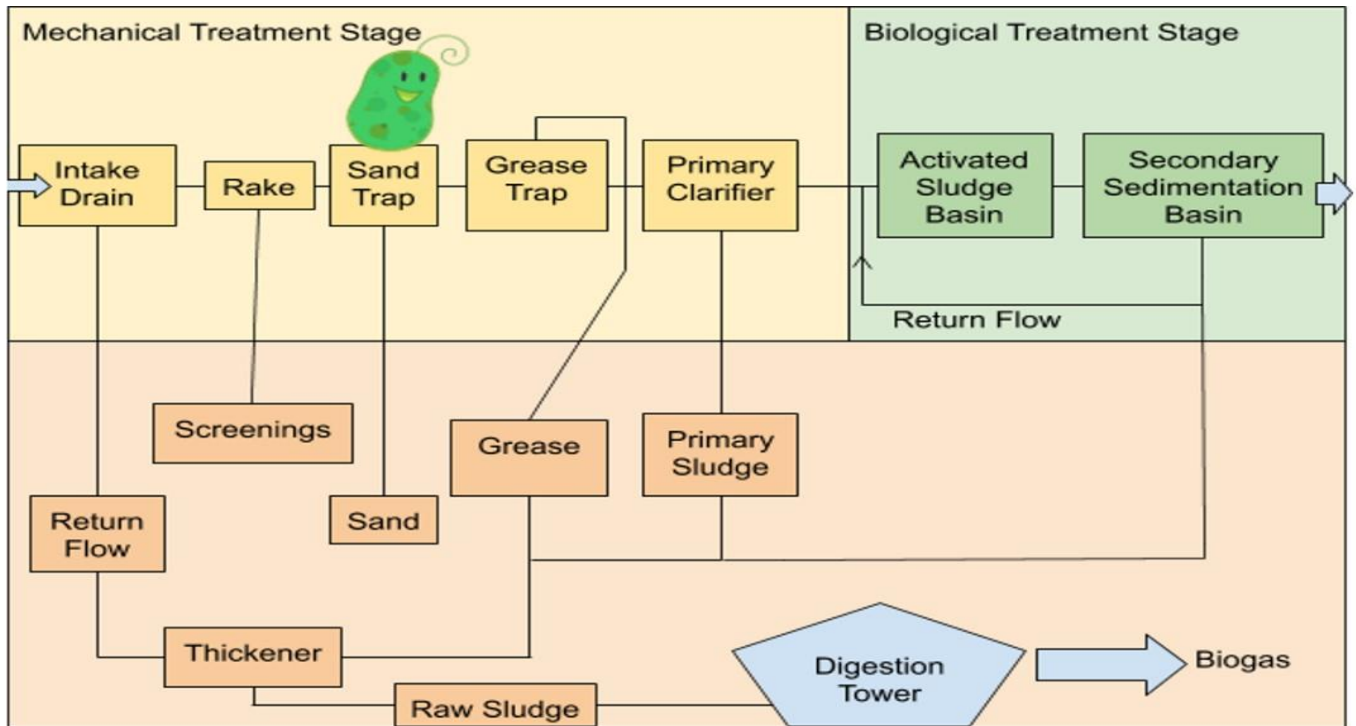 Mechanical Treatment Stage
Biological Treatment Stage
Intake
Drain
Rake
Sand
Trap
Grease
Trap
Primary
Clarifier
Activated
Sludge
Basin
Secondary
Sedimentation
Basin
Return Flow
Screenings
Grease
Primary
Sludge
Return
Flow
Sand
Thickener
Raw Sludge
Digestion
Tower
Biogas